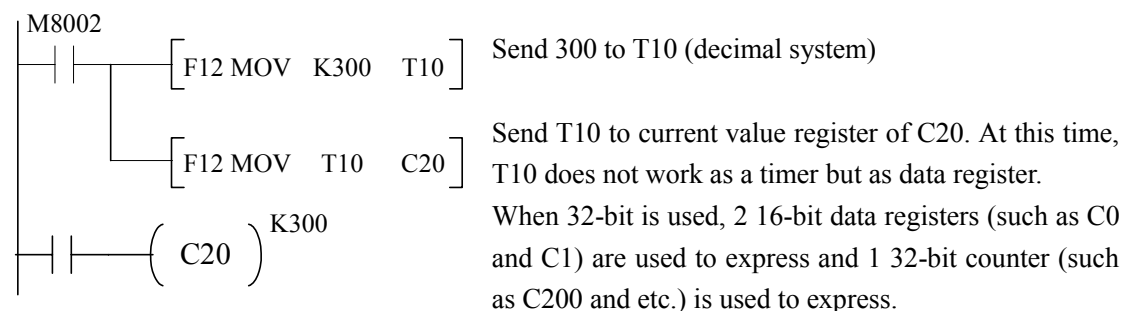 M8002
F12 MOV K300 T10
Send 300 to T10 (decimal system)
F12 MOV T10 C20
Send T10 to current value register of C20. At this time,
T10 does not work as a timer but as data register.
K300
C20
When 32-bit is used, 2 16-bit data registers (such as C0
and C1) are used to express and 1 32-bit counter (such
as C200 and etc.) is used to express.